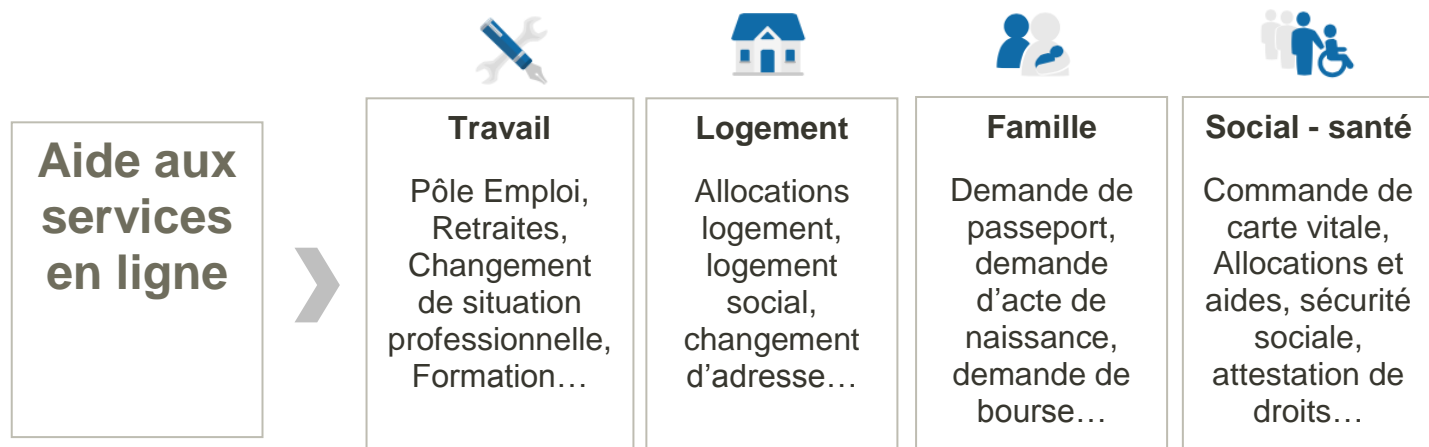 Aide aux
services
en ligne
Travail
Pôle Emploi,
Retraites,
Changement
de situation
professionnelle,
Formation…
Logement
Allocations
logement,
logement
social,
changement
d’adresse…
Famille
Demande de
passeport,
demande
d’acte de
naissance,
demande de
bourse…
Social - santé
Commande de
carte vitale,
Allocations et
aides, sécurité
sociale,
attestation de
droits…